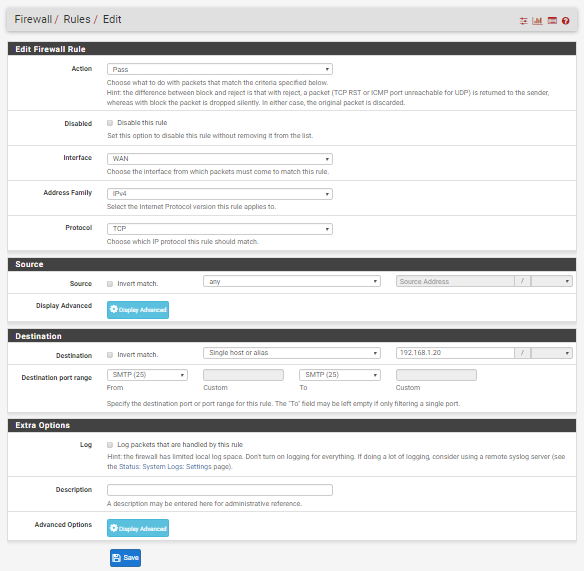 Firewall / Rules / Edit
Edit Firewall Rule
Action Pass
Choose what to do with packets that match the criteria specified below.
Hint: the difference between block and reject is that with reject, a packet (TCP RST or ICMP port unreachable for UDP) is returned to the sender,
whereas with block the packet is dropped silently. In either case, the original packet is discarded.
Disabled Disable this rule
Set this option to disable this rule without removing it from the list.
Interface WAN
Choose the interface from which packets must come to match this rule.
Address Family IPv4
Select the Internet Protocol version this rule applies to.
Protocol TCP
Choose which IP protocol this rule should match.
Source
Source Invert match. any Source Address /
Display Advanced Display Advanced
Destination
Destination Invert match. Single host or alias 192.168.1.20 /
Destination port range SMTP (25) SMTP (25)
From Custom To Custom
Specify the destination port or port range for this rule. The "To" field may be left empty if only filtering a single port.
Extra Options
Log Log packets that are handled by this rule
Hint: the firewall has limited local log space. Don't turn on logging for everything. If doing a lot of logging, consider using a remote syslog server (see
the Status: System Logs: Settings page).
Description
A description may be entered here for administrative reference.
Advanced Options Display Advanced
Save